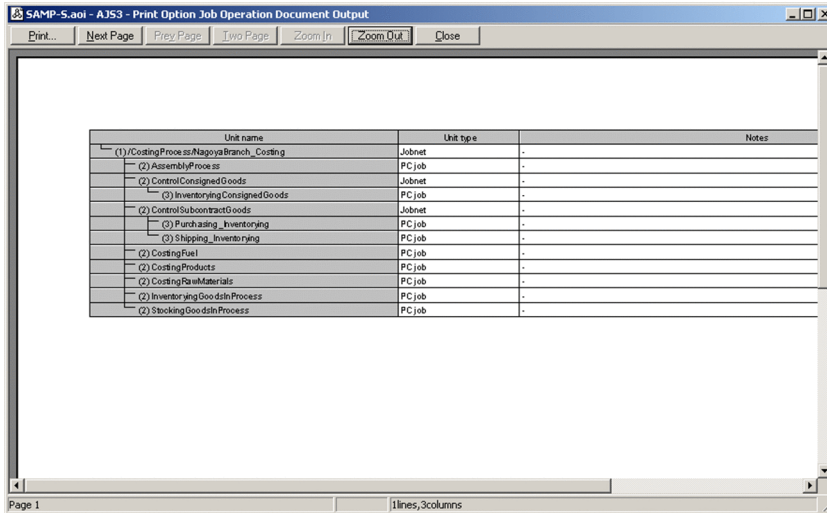 SAMP-S.aoi - AJS3 - Print Option Job Operation Document Output
Print... Next Page Prev Page Two Page Zoom In Zoom Out Close
Unit name Unit type Notes
(1)/CostingProcess/NagoyaBranch_Costing Jobnet -
(2) AssemblyProcess PC job -
(2) ControlConsignedGoods Jobnet -
(3) InventoryingConsignedGoods PC job -
(2) ControlSubcontractGoods Jobnet -
(3) Purchasing_Inventorying PC job -
(3) Shipping_Inventorying PC job -
(2) CostingFuel PC job -
(2) CostingProducts PC job -
(2) CostingRawMaterials PC job -
(2) InventoryingGoodsInProcess PC job -
(2) StockingGoodsInProcess PC job -
Page 1 1lines,3columns